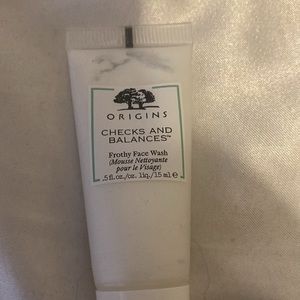 ORIGINS
CHECKS AND
BALANCES™
Frothy Face Wash
(Mousse Nettoyante
pour le Visage)
.5 fl.oz./oz. liq./15 ml e